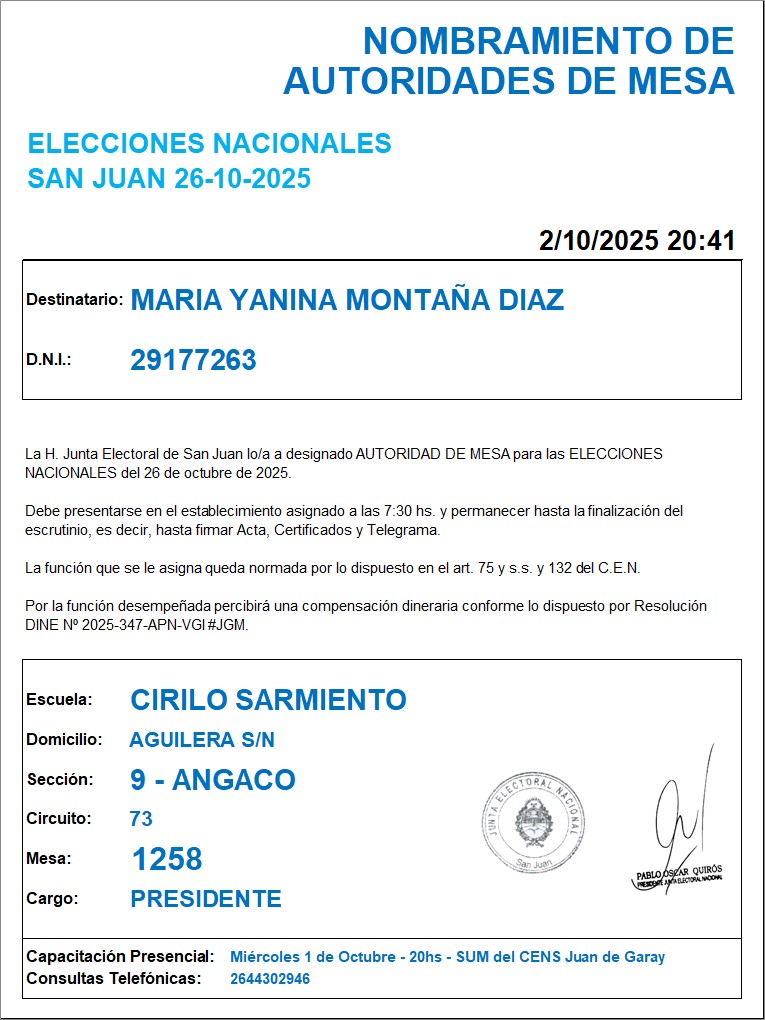 NOMBRAMIENTO DE
AUTORIDADES DE MESA
ELECCIONES NACIONALES
SAN JUAN 26-10-2025
2/10/2025 20:41
Destinatario: MARIA YANINA MONTAÑA DIAZ
D.N.I.: 29177263
La H. Junta Electoral de San Juan lo/a a designado AUTORIDAD DE MESA para las ELECCIONES
NACIONALES del 26 de octubre de 2025.
Debe presentarse en el establecimiento asignado a las 7:30 hs. y permanecer hasta la finalización del
escrutinio, es decir, hasta firmar Acta, Certificados y Telegrama.
La función que se le asigna queda normada por lo dispuesto en el art. 75 y s.s. y 132 del C.E.N.
Por la función desempeñada percibirá una compensación dineraria conforme lo dispuesto por Resolución
DINE Nº 2025-347-APN-VGI#JGM.
Escuela: CIRILO SARMIENTO
Domicilio: AGUILERA S/N
Sección: 9 - ANGACO
Circuito: 73
Mesa: 1258
Cargo: PRESIDENTE
JUNTA ELECTORAL NACIONAL
San Juan
PABLO OSCAR QUIRÓS
PRESIDENTE JUNTA ELECTORAL NACIONAL
Capacitación Presencial: Miércoles 1 de Octubre - 20hs - SUM del CENS Juan de Garay
Consultas Telefónicas: 2644302946